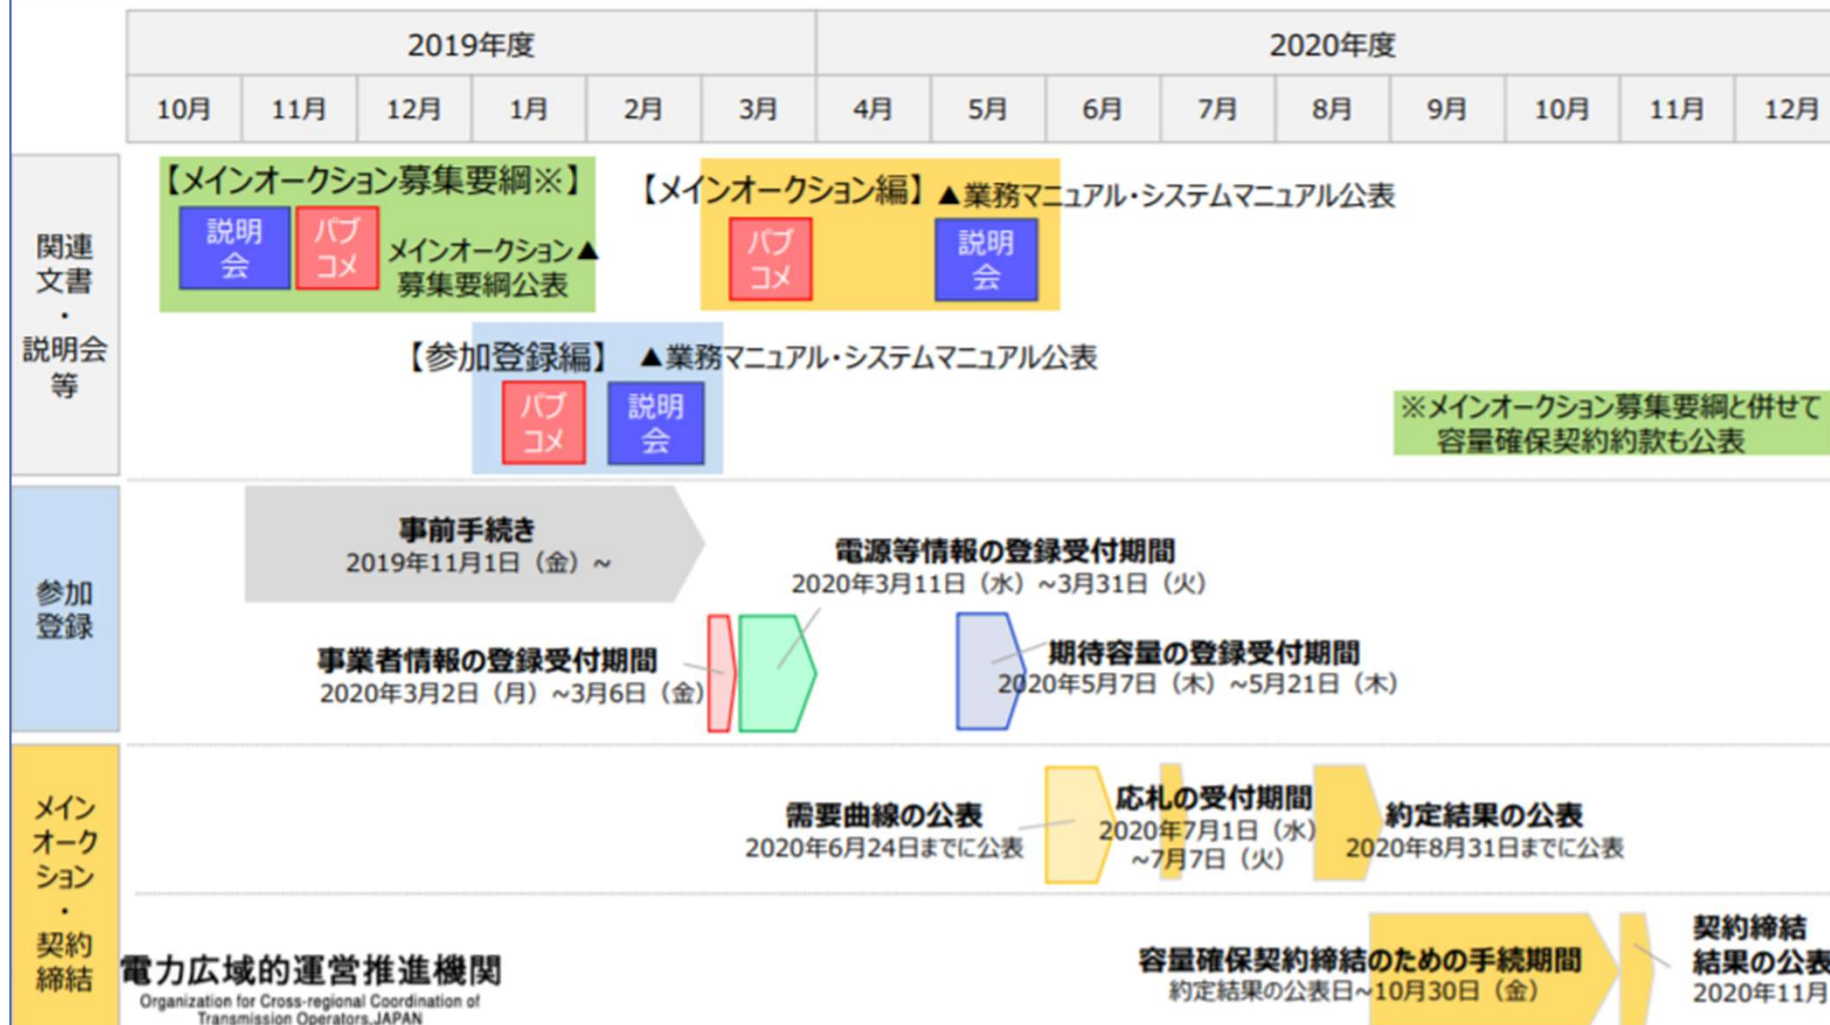 2019年度
2020年度
10月
11月
12月
1月
2月
3月
4月
5月
6月
7月
8月
9月
10月
11月
12月
関連
文書
・
説明会
等
【メインオークション募集要綱※】
説明
会
パブ
コメ
メインオークション▲
募集要綱公表
【メインオークション編】
▲業務マニュアル・システムマニュアル公表
パブ
コメ
説明
会
【参加登録編】
▲業務マニュアル・システムマニュアル公表
パブ
コメ
説明
会
※メインオークション募集要綱と併せて
容量確保契約約款も公表
参加
登録
事前手続き
2019年11月1日（金）~
電源等情報の登録受付期間
2020年3月11日（水）~3月31日（火）
事業者情報の登録受付期間
2020年3月2日（月）~3月6日（金）
期待容量の登録受付期間
2020年5月7日（木）~5月21日（木）
メイン
オーク
ション
・
契約
締結
需要曲線の公表
2020年6月24日までに公表
応札の受付期間
2020年7月1日（水）
~7月7日（火）
約定結果の公表
2020年8月31日までに公表
容量確保契約締結のための手続期間
約定結果の公表日~10月30日（金）
契約締結
結果の公表
2020年11月
電力広域的運営推進機関
Organization for Cross-regional Coordination of
Transmission Operators,JAPAN